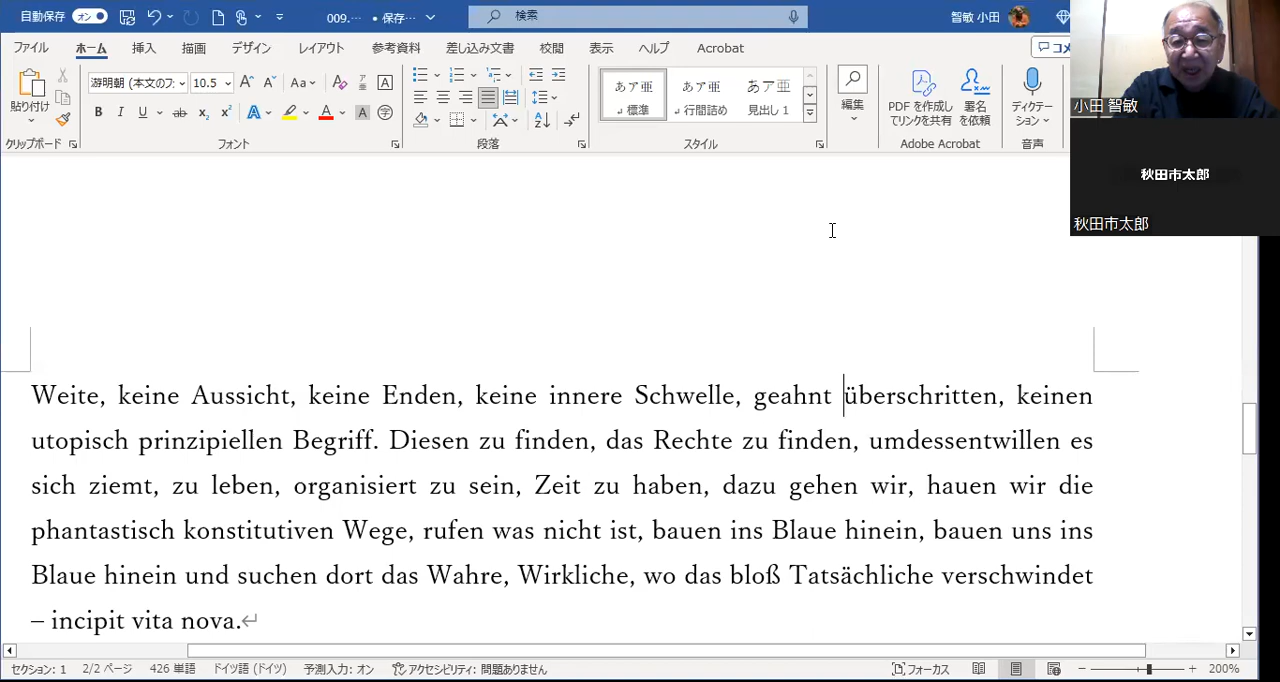 自動保存 オン 009.… • 保存… 検索 智敏 小田
ファイル ホーム 挿入 描画 デザイン レイアウト 参考資料 差し込み文書 校閲 表示 ヘルプ Acrobat コメ
貼り付け 游明朝 (本文のフ: 10.5 A A Aa A
B I U ab x₂ x² A A A 字
あア亜 あア亜 あア亜
標準 行間詰め 見出し 1
編集
PDF を作成し
てリンクを共有
署名
を依頼
ディクテー
ション
クリップボード フォント 段落 スタイル Adobe Acrobat 音声
小田 智敏
秋田市太郎
秋田市太郎
Weite, keine Aussicht, keine Enden, keine innere Schwelle, geahnt überschritten, keinen
utopisch prinzipiellen Begriff. Diesen zu finden, das Rechte zu finden, umdessentwillen es
sich ziemt, zu leben, organisiert zu sein, Zeit zu haben, dazu gehen wir, hauen wir die
phantastisch konstitutiven Wege, rufen was nicht ist, bauen ins Blaue hinein, bauen uns ins
Blaue hinein und suchen dort das Wahre, Wirkliche, wo das bloß Tatsächliche verschwindet
– incipit vita nova.↵
セクション: 1 2/2 ページ 426 単語 ドイツ語 (ドイツ) 予測入力: オン アクセシビリティ: 問題ありません フォーカス 200%